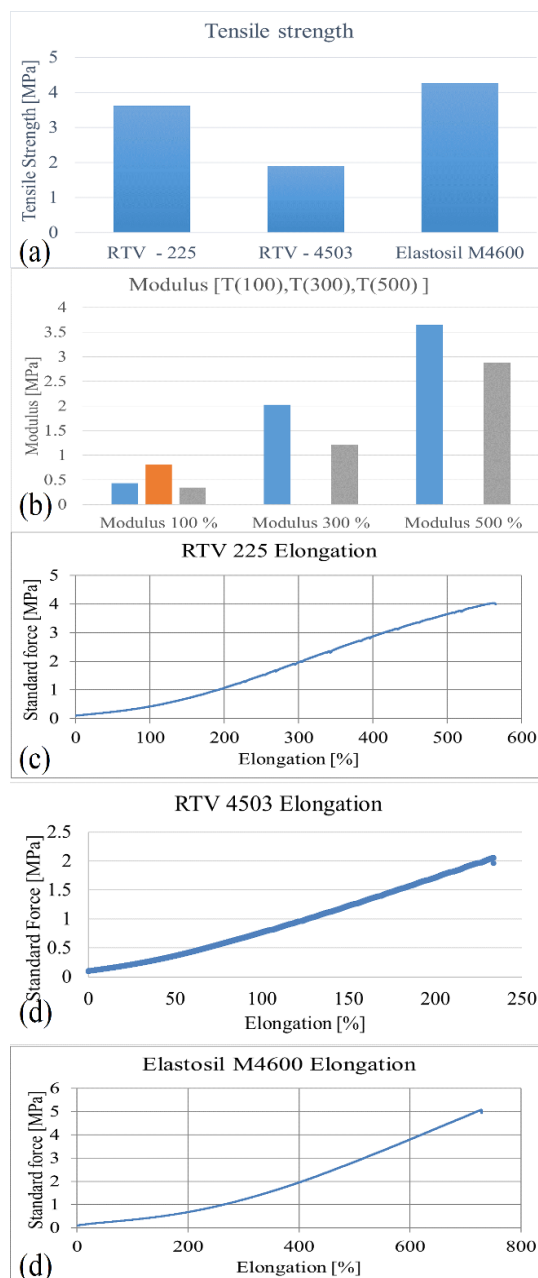 Tensile strength
Tensile Strength [MPa]
5
4
3
2
1
0
RTV - 225 RTV - 4503 Elastosil M4600
(a)
Modulus [T(100),T(300),T(500) ]
Modulus [MPa]
4
3.5
3
2.5
2
1.5
1
0.5
0
Modulus 100 % Modulus 300 % Modulus 500 %
(b)
RTV 225 Elongation
Standard force [MPa]
5
4
3
2
1
0
0 100 200 300 400 500 600
Elongation [%]
(c)
RTV 4503 Elongation
Standard Force [MPa]
2.5
2
1.5
1
0.5
0
0 50 100 150 200 250
Elongation [%]
(d)
Elastosil M4600 Elongation
Standard force [MPa]
6
5
4
3
2
1
0
0 200 400 600 800
Elongation [%]
(d)